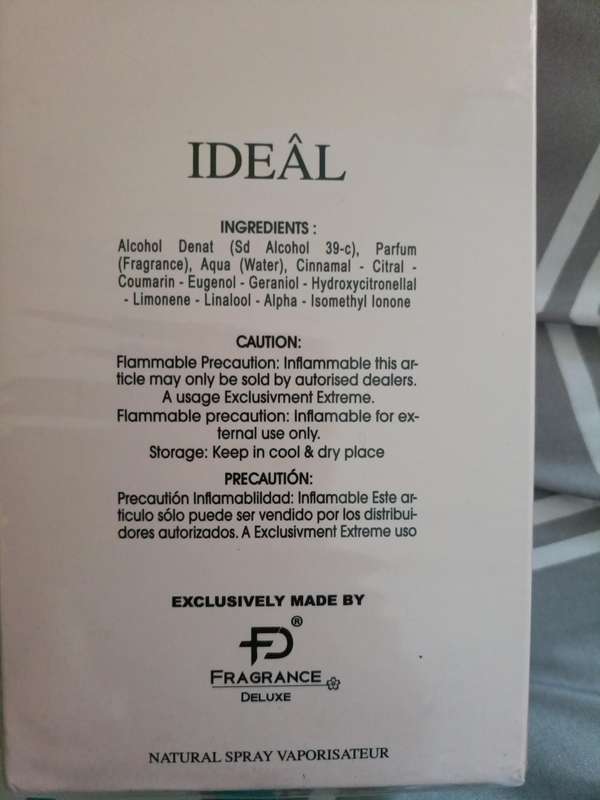 IDEÂL
INGREDIENTS :
Alcohol Denat (Sd Alcohol 39-c), Parfum
(Fragrance), Aqua (Water), Cinnamal - Citral -
Coumarin - Eugenol - Geraniol - Hydroxycitronellal
- Limonene - Linalool - Alpha - Isomethyl Ionone
CAUTION:
Flammable Precaution: Inflammable this ar-
ticle may only be sold by autorised dealers.
A usage Exclusivment Extreme.
Flammable precaution: Inflamable for ex-
ternal use only.
Storage: Keep in cool & dry place
PRECAUTIÓN:
Precautión Inflamablildad: Inflamable Este ar-
ticulo sólo puede ser vendido por los distribui-
dores autorizados. A Exclusivment Extreme uso
EXCLUSIVELY MADE BY
FD®
FRAGRANCE
DELUXE
NATURAL SPRAY VAPORISATEUR